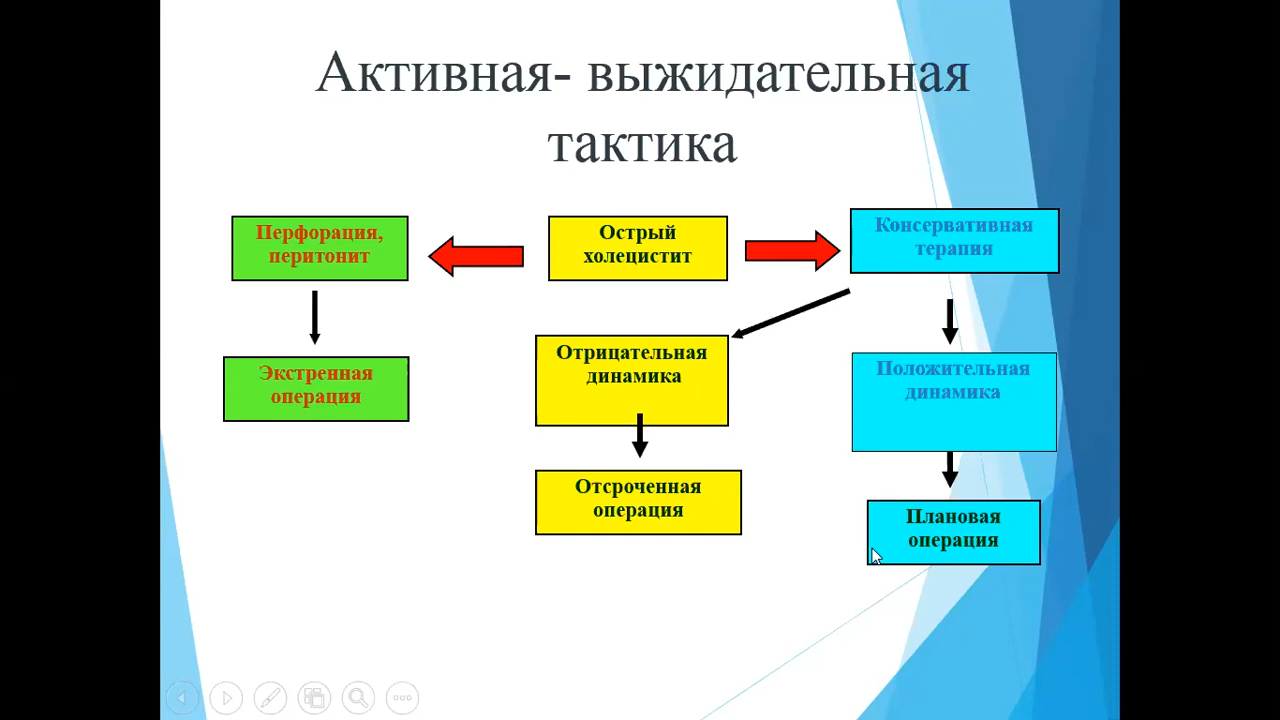 Активная- выжидательная
тактика
Перфорация,
перитонит
Острый
холецистит
Консервативная
терапия
Экстренная
операция
Отрицательная
динамика
Положительная
динамика
Отсроченная
операция
Плановая
операция